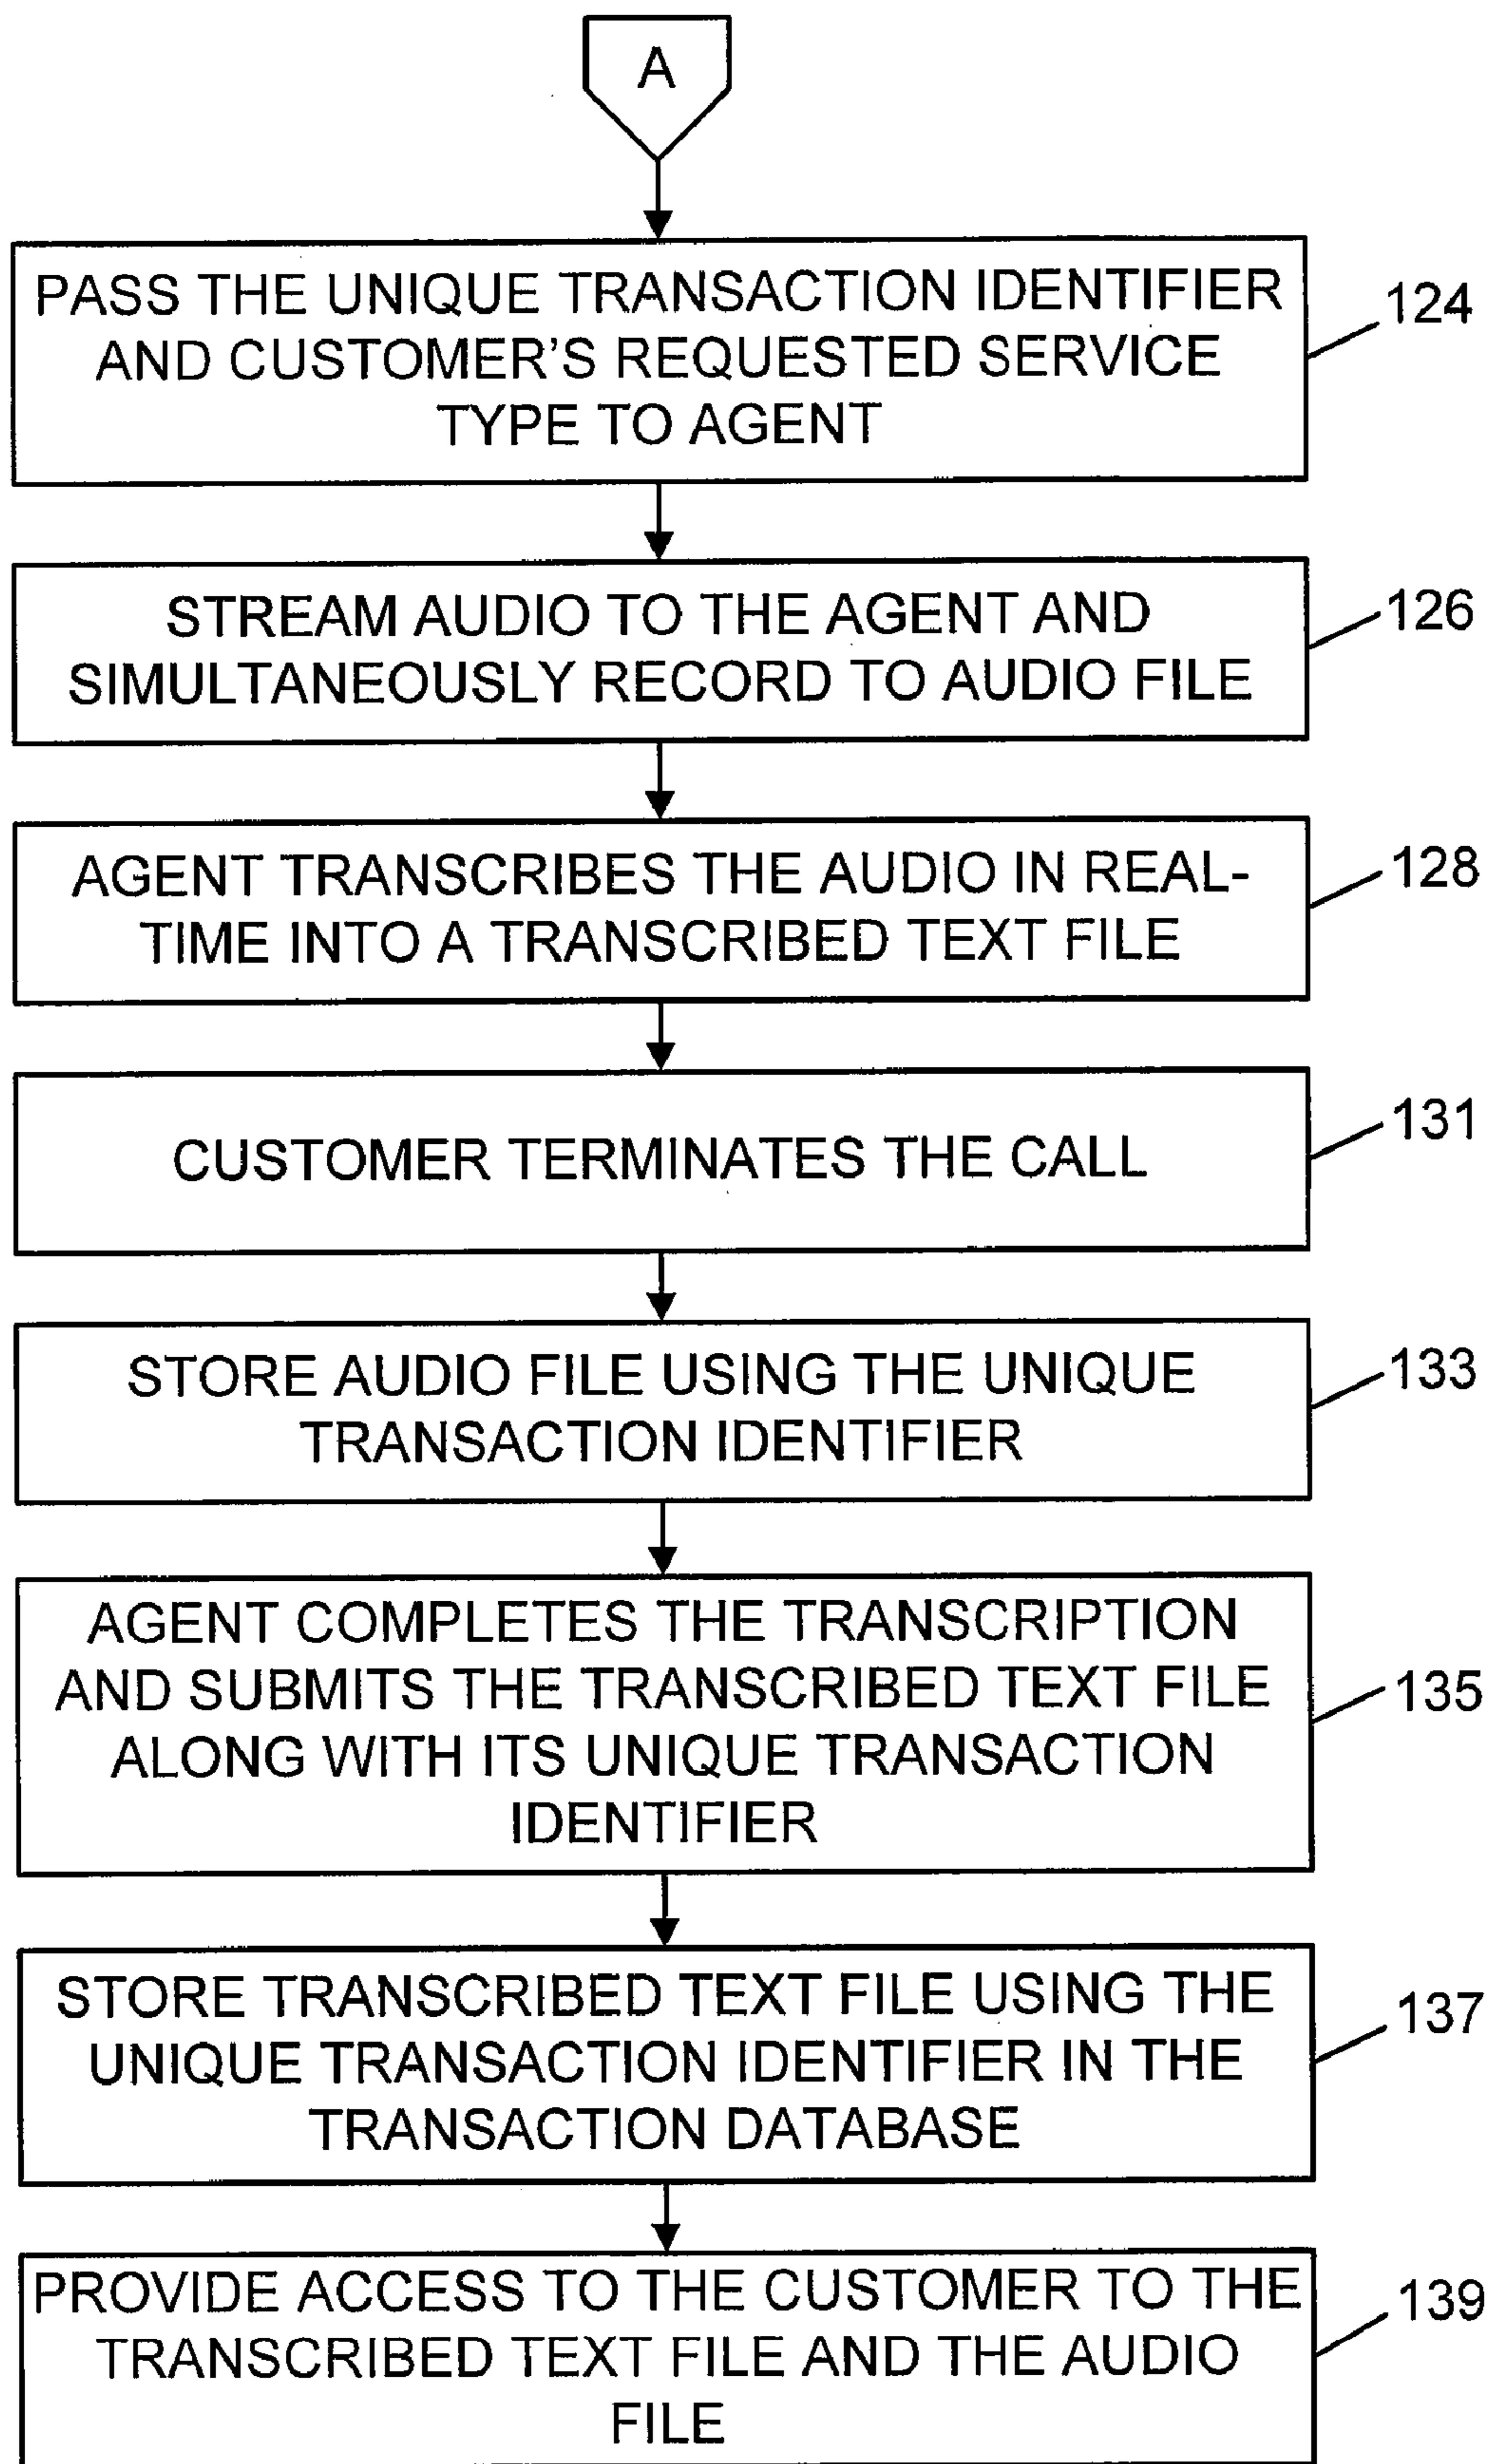 A
PASS THE UNIQUE TRANSACTION IDENTIFIER
AND CUSTOMER'S REQUESTED SERVICE
TYPE TO AGENT
124
STREAM AUDIO TO THE AGENT AND
SIMULTANEOUSLY RECORD TO AUDIO FILE
126
AGENT TRANSCRIBES THE AUDIO IN REAL-
TIME INTO A TRANSCRIBED TEXT FILE
128
CUSTOMER TERMINATES THE CALL
131
STORE AUDIO FILE USING THE UNIQUE
TRANSACTION IDENTIFIER
133
AGENT COMPLETES THE TRANSCRIPTION
AND SUBMITS THE TRANSCRIBED TEXT FILE
ALONG WITH ITS UNIQUE TRANSACTION
IDENTIFIER
135
STORE TRANSCRIBED TEXT FILE USING THE
UNIQUE TRANSACTION IDENTIFIER IN THE
TRANSACTION DATABASE
137
PROVIDE ACCESS TO THE CUSTOMER TO THE
TRANSCRIBED TEXT FILE AND THE AUDIO
FILE
139